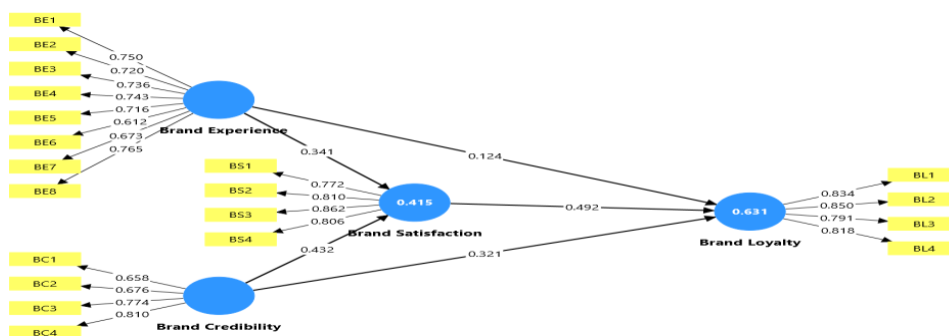 BE1
BE2
BE3
BE4
BE5
BE6
BE7
BE8
0.750
0.720
0.736
0.743
0.716
0.612
0.673
0.765
Brand Experience
0.341
0.124
BS1
BS2
BS3
BS4
0.772
0.810
0.862
0.806
0.415
Brand Satisfaction
0.492
0.432
0.321
BC1
BC2
BC3
BC4
0.658
0.676
0.774
0.810
Brand Credibility
0.631
Brand Loyalty
0.834
0.850
0.791
0.818
BL1
BL2
BL3
BL4